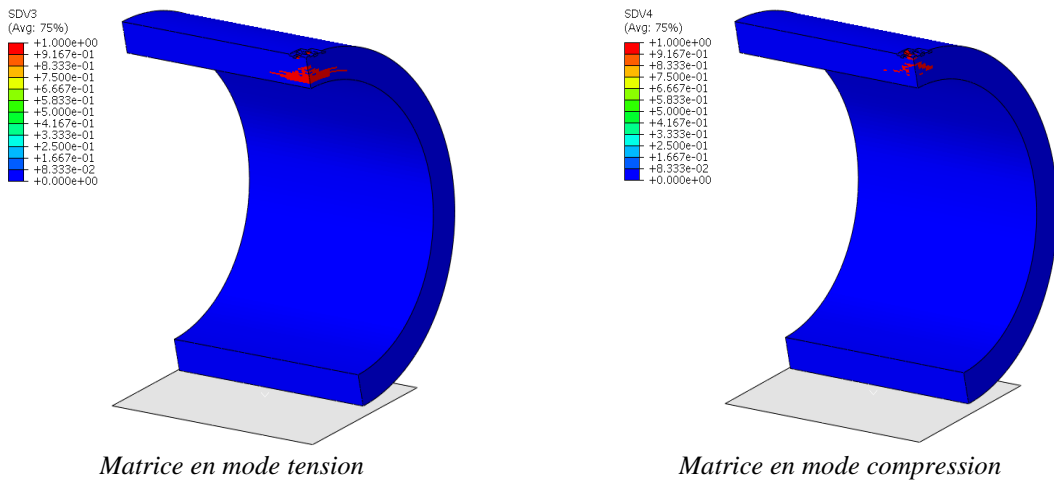 SDV3
(Avg: 75%)
+1.000e+00
+9.167e-01
+8.333e-01
+7.500e-01
+6.667e-01
+5.833e-01
+5.000e-01
+4.167e-01
+3.333e-01
+2.500e-01
+1.667e-01
+8.333e-02
+0.000e+00
Matrice en mode tension
SDV4
(Avg: 75%)
+1.000e+00
+9.167e-01
+8.333e-01
+7.500e-01
+6.667e-01
+5.833e-01
+5.000e-01
+4.167e-01
+3.333e-01
+2.500e-01
+1.667e-01
+8.333e-02
+0.000e+00
Matrice en mode compression